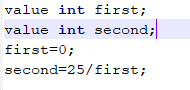 value int first;
value int second;
first=0;
second=25/first;